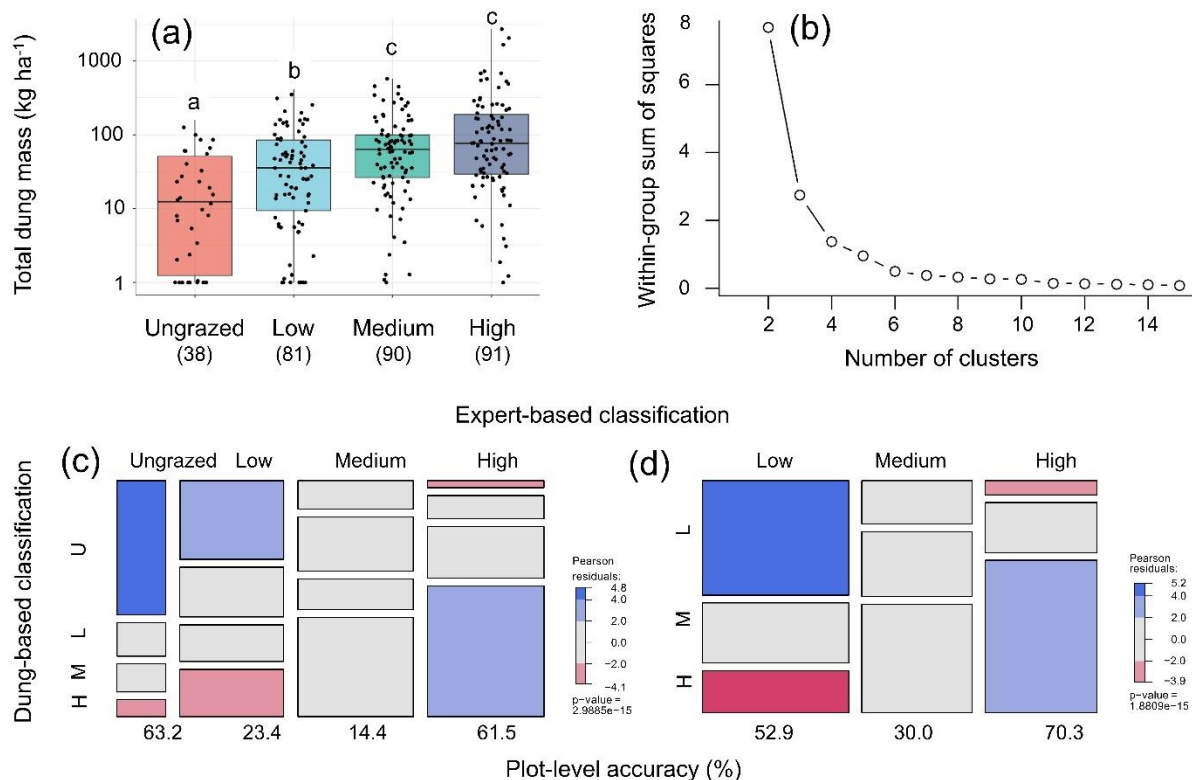 (a)
a
b
c
c
Total dung mass (kg ha⁻¹)
1000
100
10
1
Ungrazed
(38)
Low
(81)
Medium
(90)
High
(91)
(b)
Within-group sum of squares
8
6
4
2
0
2 4 6 8 10 12 14
Number of clusters
Expert-based classification
(c)
Ungrazed Low Medium High
Dung-based classification
U
L
M
H
Pearson
residuals:
4.8
4.0
2.0
0.0
−2.0
−4.1
p−value =
2.9885e−15
63.2 23.4 14.4 61.5
(d)
Low Medium High
L
M
H
Pearson
residuals:
5.2
4.0
2.0
0.0
−2.0
−3.9
p−value =
1.8809e−15
52.9 30.0 70.3
Plot-level accuracy (%)